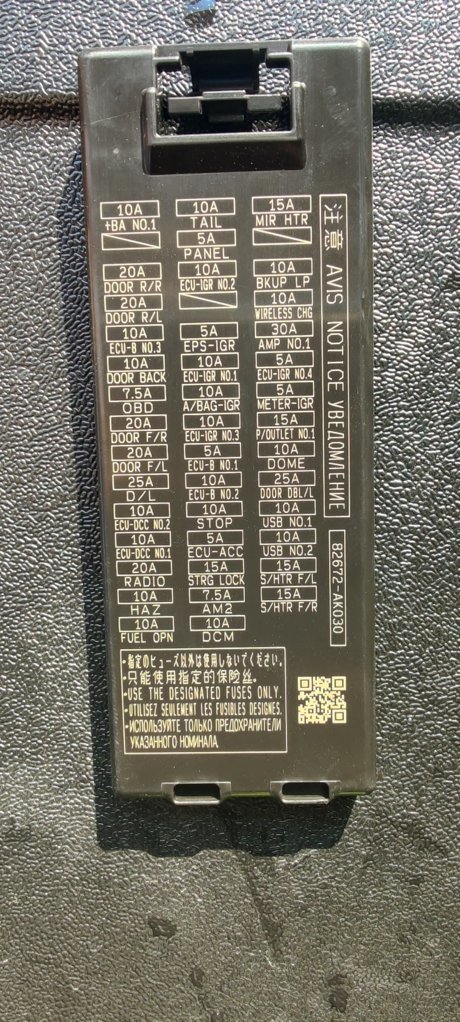 10A 10A 15A
+BA NO.1 TAIL MIR HTR
5A
PANEL
20A 10A 10A
DOOR R/R ECU-IGR NO.2 BKUP LP
20A 10A
DOOR R/L WIRELESS CHG
10A 5A 30A
ECU-B NO.3 EPS-IGR AMP NO.1
10A 10A 5A
DOOR BACK ECU-IGR NO.1 ECU-IGR NO.4
7.5A 10A 5A
OBD A/BAG-IGR METER-IGR
20A 10A 15A
DOOR F/R ECU-IGR NO.3 P/OUTLET NO.1
20A 5A 10A
DOOR F/L ECU-B NO.1 DOME
25A 10A 25A
D/L ECU-B NO.2 DOOR DBL/L
10A 10A 10A
ECU-DCC NO.2 STOP USB NO.1
10A 5A 10A
ECU-DCC NO.1 ECU-ACC USB NO.2
20A 15A 15A
RADIO STRG LOCK S/HTR F/L
10A 7.5A 15A
HAZ AM2 S/HTR F/R
10A 10A
FUEL OPN DCM
注意 AVIS NOTICE УВЕДОМЛЕНИЕ
82672-AK030
・指定のヒューズ以外は使用しないでください。
・只能使用指定的保险丝。
・USE THE DESIGNATED FUSES ONLY.
・UTILISEZ SEULEMENT LES FUSIBLES DESIGNES.
・ИСПОЛЬЗУЙТЕ ТОЛЬКО ПРЕДОХРАНИТЕЛИ
УКАЗАННОГО НОМИНАЛА.